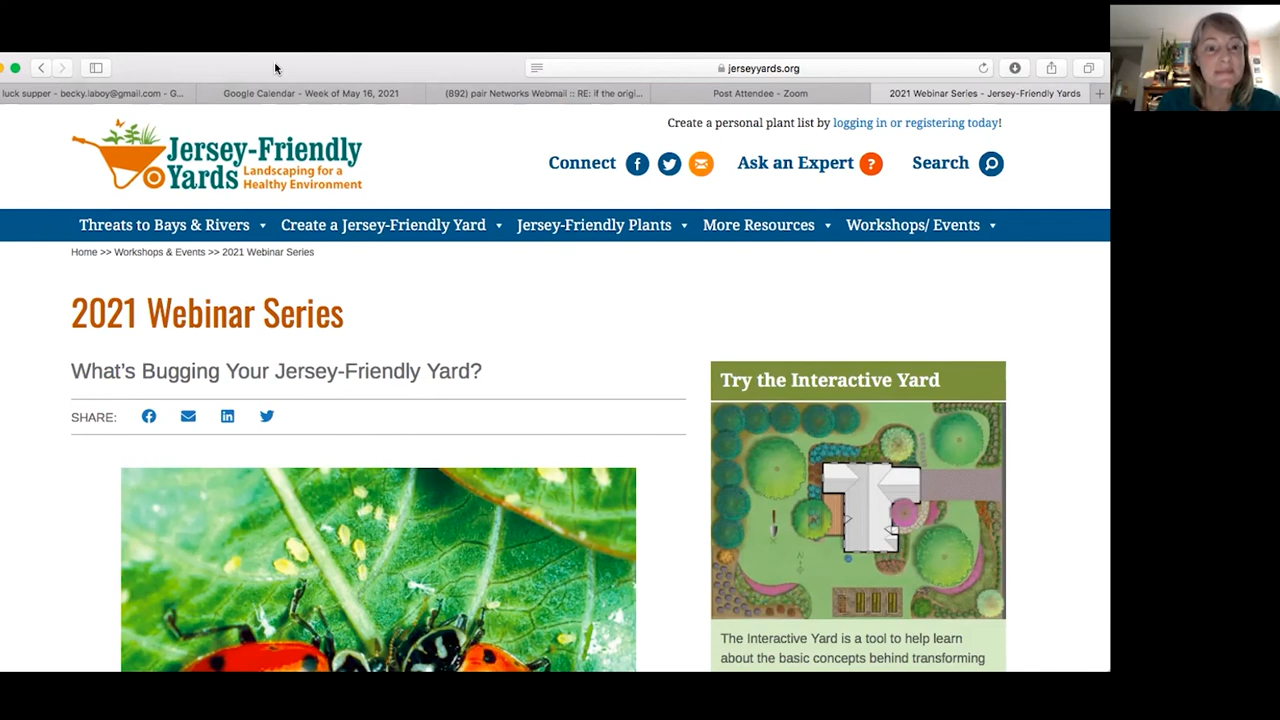 jerseyyards.org
luck supper - becky.laboy@gmail.com - G...
Google Calendar - Week of May 16, 2021
(892) pair Networks Webmail :: RE: if the origi...
Post Attendee - Zoom
2021 Webinar Series - Jersey-Friendly Yards
Create a personal plant list by logging in or registering today!
Jersey-Friendly
Yards
Landscaping for a
Healthy Environment
Connect
Ask an Expert ?
Search
Threats to Bays & Rivers
Create a Jersey-Friendly Yard
Jersey-Friendly Plants
More Resources
Workshops/ Events
Home >> Workshops & Events >> 2021 Webinar Series
2021 Webinar Series
What's Bugging Your Jersey-Friendly Yard?
SHARE:
Try the Interactive Yard
The Interactive Yard is a tool to help learn
about the basic concepts behind transforming